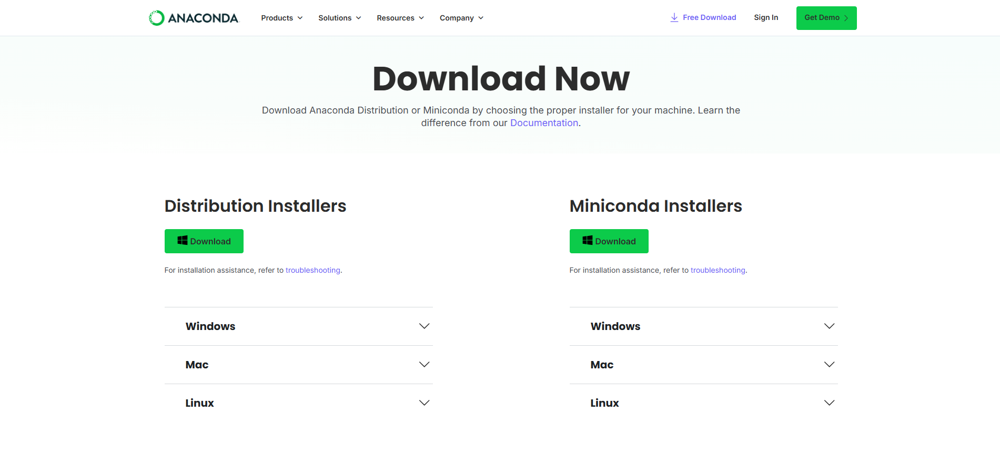 ANACONDA.
Products
Solutions
Resources
Company
Free Download
Sign In
Get Demo
Download Now
Download Anaconda Distribution or Miniconda by choosing the proper installer for your machine. Learn the
difference from our Documentation.
Distribution Installers
Download
For installation assistance, refer to troubleshooting.
Windows
Mac
Linux
Miniconda Installers
Download
For installation assistance, refer to troubleshooting.
Windows
Mac
Linux